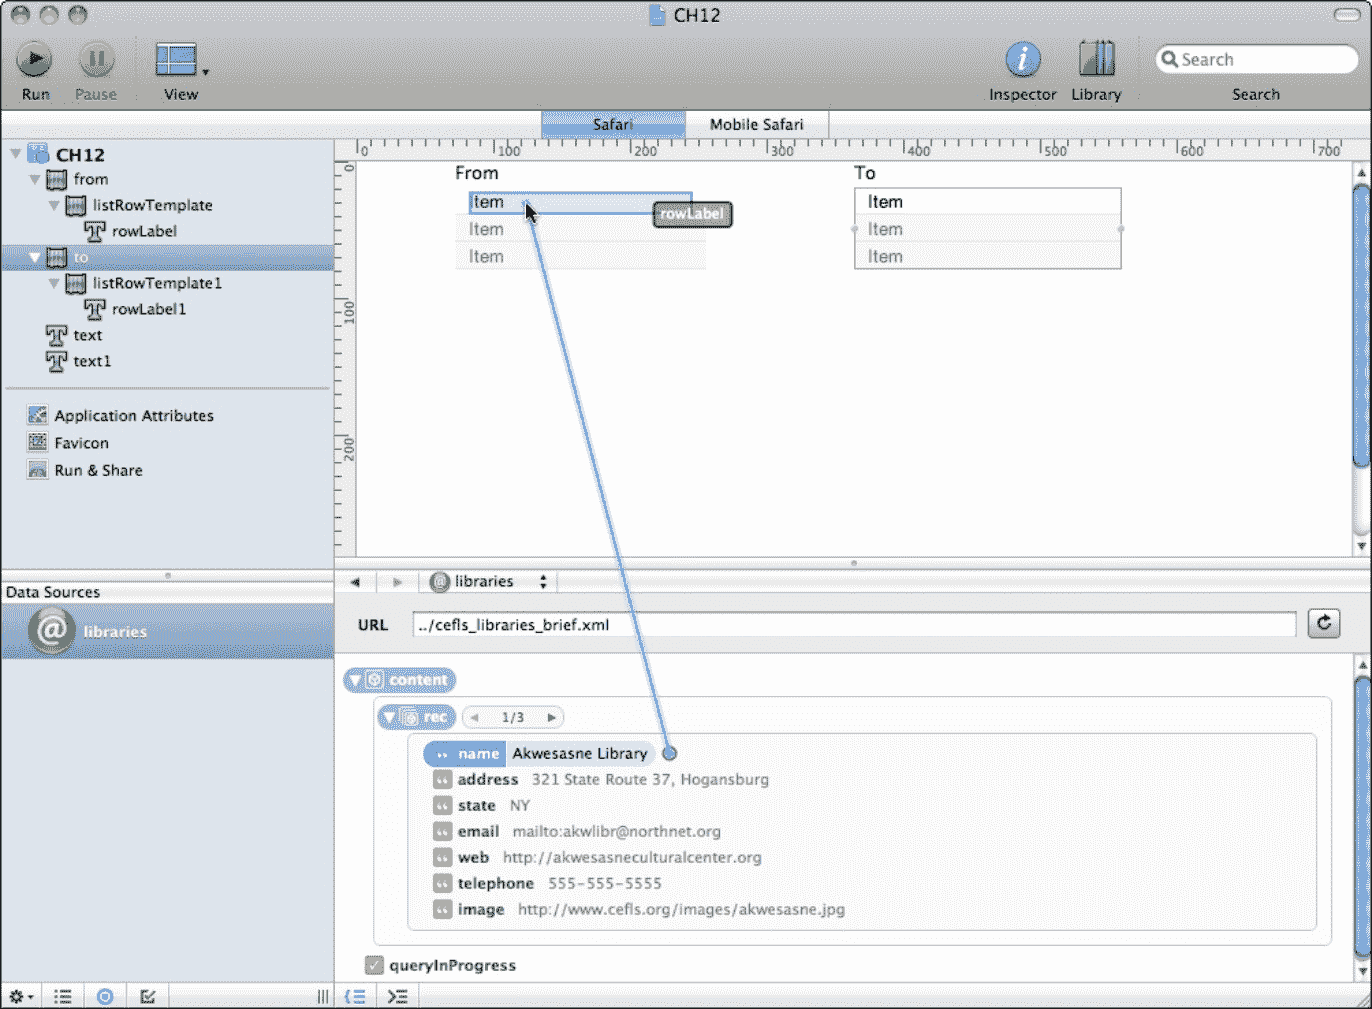 CH12
Run Pause View Inspector Library Search
Search
Safari Mobile Safari
CH12
from
listRowTemplate
rowLabel
to
listRowTemplate1
rowLabel1
text
text1
Application Attributes
Favicon
Run & Share
0 100 200 300 400 500 600 700
0
100
200
From To
Item Item
rowLabel
Item Item
Item Item
Data Sources
libraries
libraries
URL ../cefls_libraries_brief.xml
content
rec 1/3
name Akwesasne Library
address 321 State Route 37, Hogansburg
state NY
email mailto:akwlibr@northnet.org
web http://akwesasneculturalcenter.org
telephone 555-555-5555
image http://www.cefls.org/images/akwesasne.jpg
queryInProgress